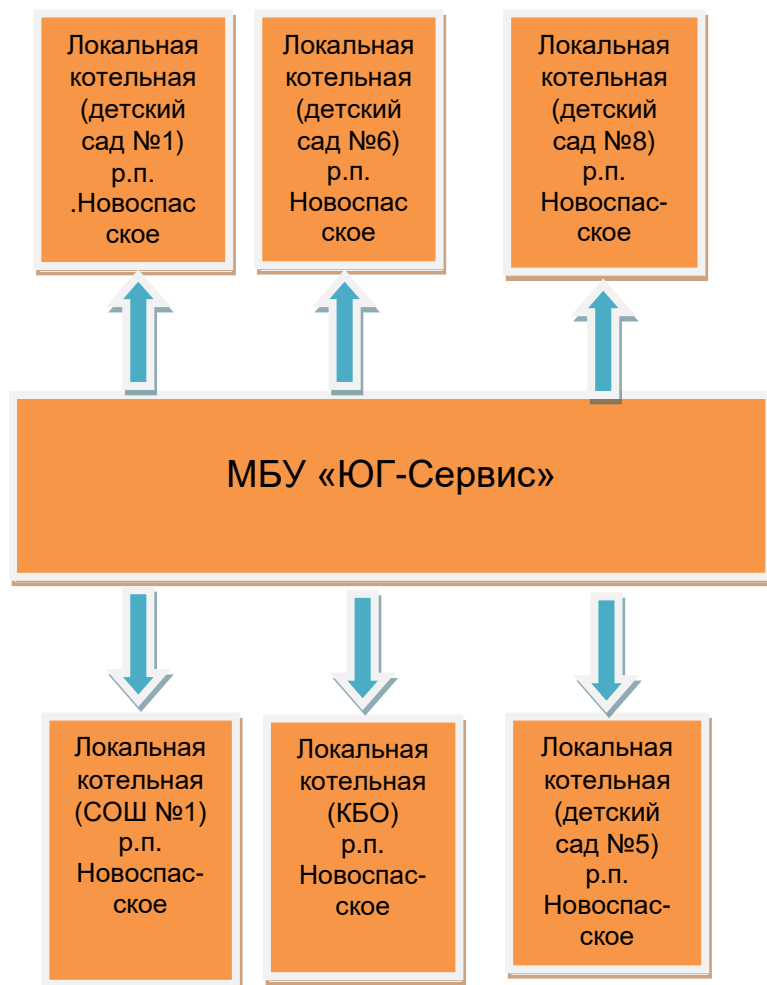 Локальная
котельная
(детский
сад №1)
р.п.
.Новоспас
ское
Локальная
котельная
(детский
сад №6)
р.п.
Новоспас
ское
Локальная
котельная
(детский
сад №8)
р.п.
Новоспас-
ское
МБУ «ЮГ-Сервис»
Локальная
котельная
(СОШ №1)
р.п.
Новоспас-
ское
Локальная
котельная
(КБО)
р.п.
Новоспас-
ское
Локальная
котельная
(детский
сад №5)
р.п.
Новоспас-
ское